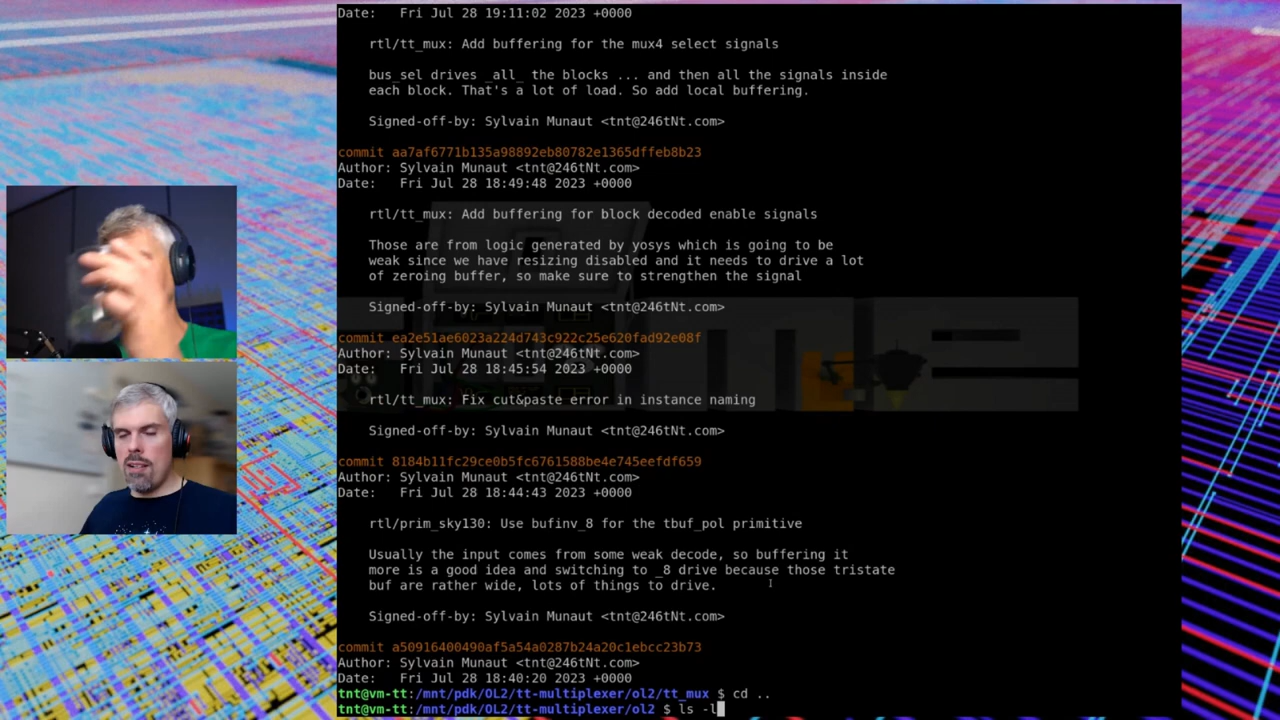 Date:   Fri Jul 28 19:11:02 2023 +0000
rtl/tt_mux: Add buffering for the mux4 select signals
bus_sel drives _all_ the blocks ... and then all the signals inside
each block. That's a lot of load. So add local buffering.
Signed-off-by: Sylvain Munaut <tnt@246tNt.com>
commit aa7af6771b135a98892eb80782e1365dffeb8b23
Author: Sylvain Munaut <tnt@246tNt.com>
Date:   Fri Jul 28 18:49:48 2023 +0000
rtl/tt_mux: Add buffering for block decoded enable signals
Those are from logic generated by yosys which is going to be
weak since we have resizing disabled and it needs to drive a lot
of zeroing buffer, so make sure to strengthen the signal
Signed-off-by: Sylvain Munaut <tnt@246tNt.com>
commit ea2e51ae6023a224d743c922c25e620fad92e08f
Author: Sylvain Munaut <tnt@246tNt.com>
Date:   Fri Jul 28 18:45:54 2023 +0000
rtl/tt_mux: Fix cut&paste error in instance naming
Signed-off-by: Sylvain Munaut <tnt@246tNt.com>
commit 8184b11fc29ce0b5fc6761588be4e745eefdf659
Author: Sylvain Munaut <tnt@246tNt.com>
Date:   Fri Jul 28 18:44:43 2023 +0000
rtl/prim_sky130: Use bufinv_8 for the tbuf_pol primitive
Usually the input comes from some weak decode, so buffering it
more is a good idea and switching to _8 drive because those tristate
buf are rather wide, lots of things to drive.
Signed-off-by: Sylvain Munaut <tnt@246tNt.com>
commit a50916400490af5a54a0287b24a20c1ebcc23b73
Author: Sylvain Munaut <tnt@246tNt.com>
Date:   Fri Jul 28 18:40:20 2023 +0000
tnt@vm-tt:/mnt/pdk/OL2/tt-multiplexer/ol2/tt_mux $ cd ..
tnt@vm-tt:/mnt/pdk/OL2/tt-multiplexer/ol2 $ ls -l